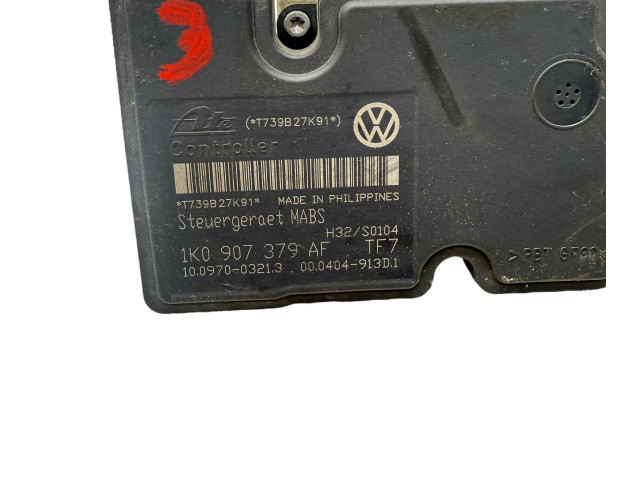 Ate (*T739B27K91*)
Controller
*T739B27K91* MADE IN PHILIPPINES
Steuergeraet MABS
H32/S0104
1K0 907 379 AF TF7
10.0970-0321.3 00.0404-913D.1